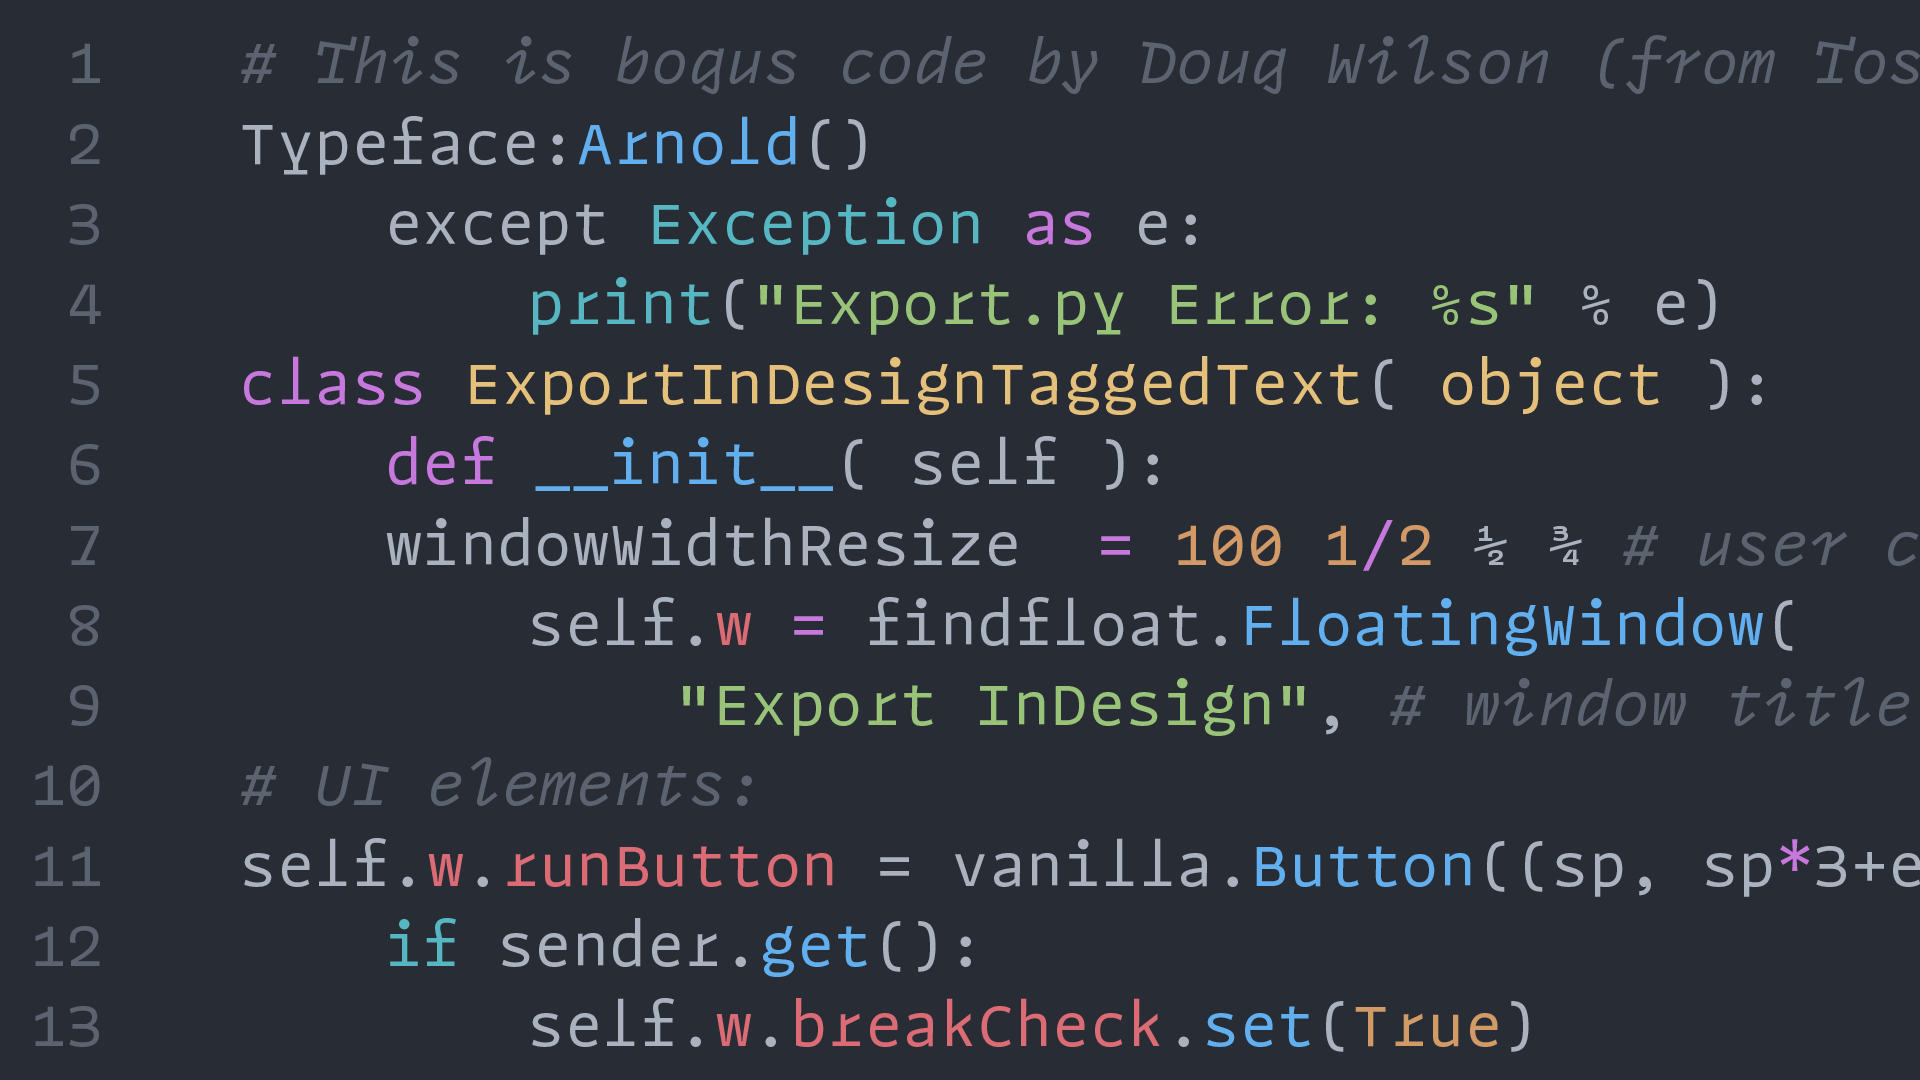 1 # This is bogus code by Doug Wilson (from Tos
2 Typeface:Arnold()
3 except Exception as e:
4 print("Export.py Error: %s" % e)
5 class ExportInDesignTaggedText( object ):
6 def __init__( self ):
7 windowWidthResize = 100 1/2 ½ ¾ # user c
8 self.w = findfloat.FloatingWindow(
9 "Export InDesign", # window title
10 # UI elements:
11 self.w.runButton = vanilla.Button((sp, sp*3+e
12 if sender.get():
13 self.w.breakCheck.set(True)